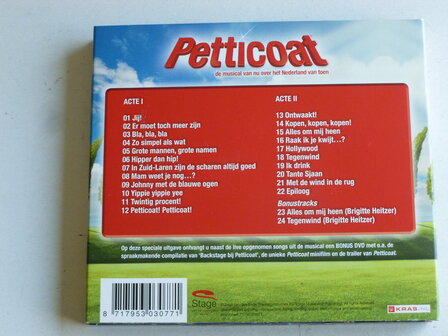 Petticoat
de musical van nu over het Nederland van toen
ACTE I
01 Jij!
02 Er moet toch meer zijn
03 Bla, bla, bla
04 Zo simpel als wat
05 Grote mannen, grote namen
06 Hipper dan hip!
07 In Zuid-Laren zijn de scharen altijd goed
08 Mam weet je nog...?
09 Johnny met de blauwe ogen
10 Yippie yippie yee
11 Twintig procent!
12 Petticoat! Petticoat!
ACTE II
13 Ontwaakt!
14 Kopen, kopen, kopen!
15 Alles om mij heen
16 Raak ik je kwijt...?
17 Hollywood
18 Tegenwind
19 Ik drink
20 Tante Sjaan
21 Met de wind in de rug
22 Epiloog
Bonustracks
23 Alles om mij heen (Brigitte Heitzer)
24 Tegenwind (Brigitte Heitzer)
Op deze speciale uitgave ontvangt u naast de live opgenomen songs uit de musical een BONUS DVD met o.a. de
spraakmakende compilatie van 'Backstage bij Petticoat', de unieke Petticoat minifilm en de trailer van Petticoat.
8 717953 030771
Stage
KRAS.NL